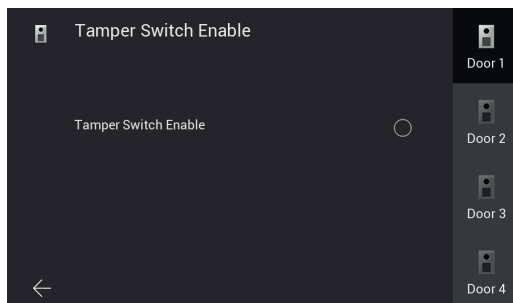 Tamper Switch Enable
Tamper Switch Enable
Door 1
Door 2
Door 3
Door 4